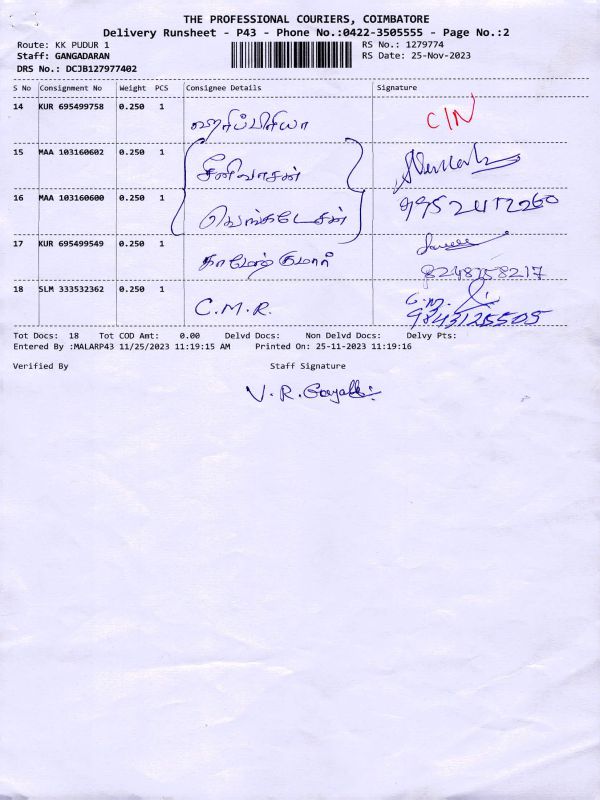 THE PROFESSIONAL COURIERS, COIMBATORE
Delivery Runsheet - P43 - Phone No.:0422-3505555 - Page No.:2
Route: KK PUDUR 1 RS No.: 1279774
Staff: GANGADARAN RS Date: 25-Nov-2023
DRS No.: DCJB127977402
S No Consignment No Weight PCS Consignee Details Signature
14 KUR 695499758 0.250 1 ஹரிப்பிரியா C/N
15 MAA 103160602 0.250 1 சீனிவாசன்
16 MAA 103160600 0.250 1 வெங்கடேசன்
17 KUR 695499549 0.250 1 8248758217
18 SLM 333532362 0.250 1 C.M.R. C.M. 9843125505
Tot Docs: 18 Tot COD Amt: 0.00 Delvd Docs: Non Delvd Docs: Delvy Pts:
Entered By :MALARP43 11/25/2023 11:19:15 AM Printed On: 25-11-2023 11:19:16
Verified By Staff Signature
V. R.